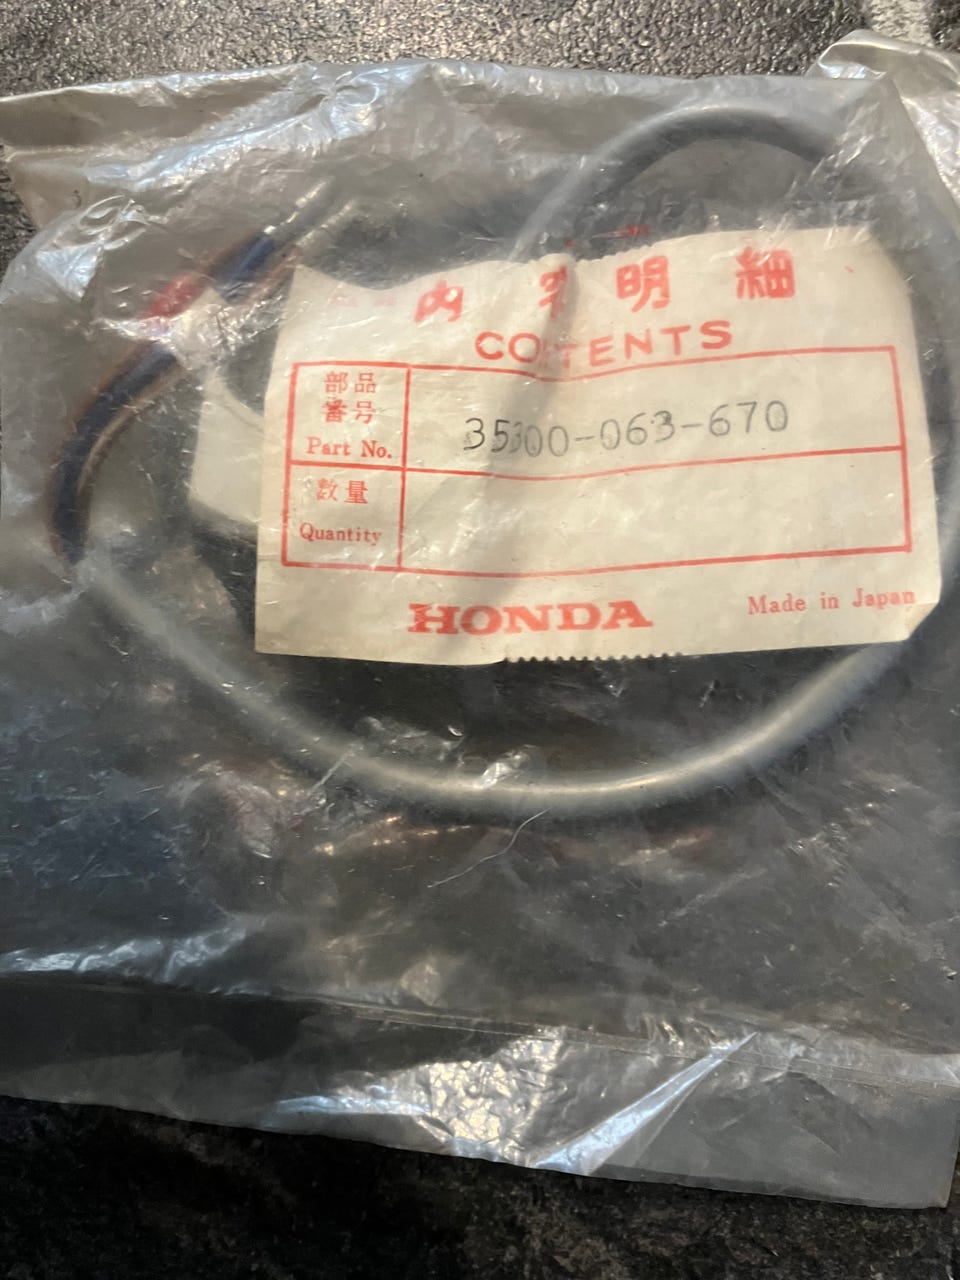 内容明細
CONTENTS
部品
番号
Part No.
35300-063-670
数量
Quantity
HONDA
Made in Japan